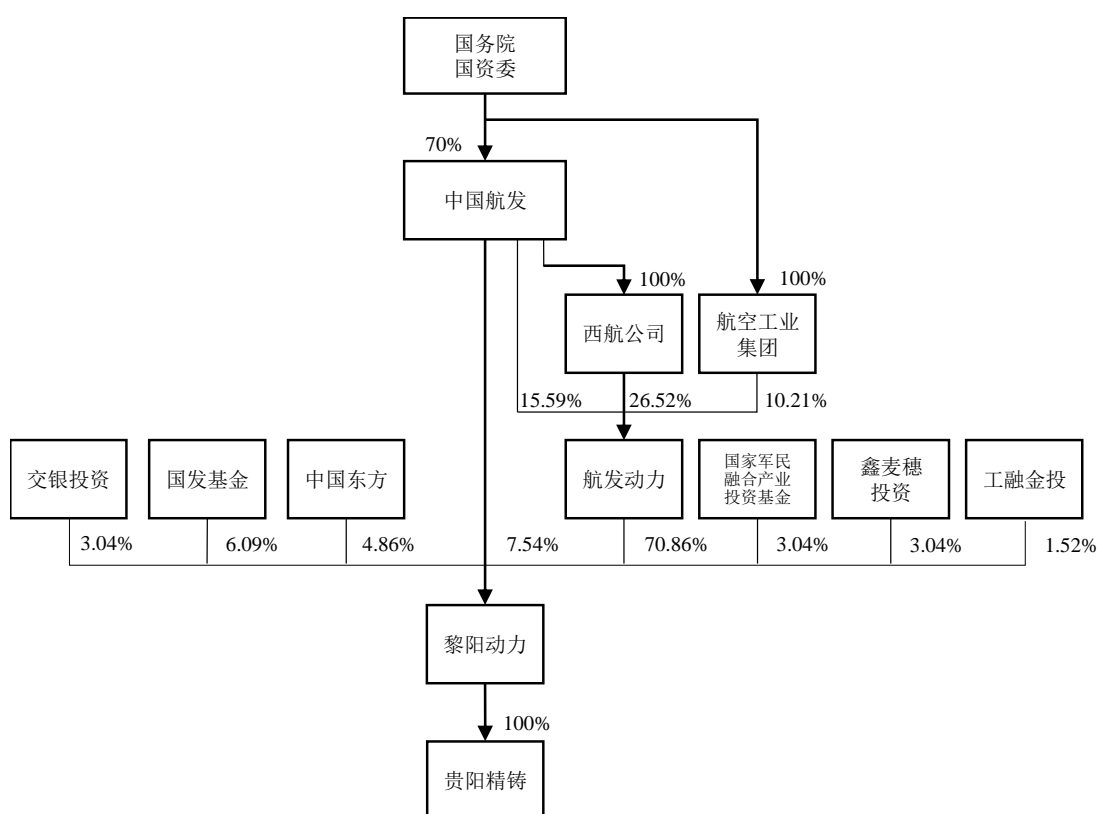 国务院
国资委
70%
中国航发
100%
100%
西航公司
航空工业
集团
15.59%
26.52%
10.21%
交银投资
国发基金
中国东方
航发动力
国家军民
融合产业
投资基金
鑫麦穗
投资
工融金投
3.04%
6.09%
4.86%
7.54%
70.86%
3.04%
3.04%
1.52%
黎阳动力
100%
贵阳精铸